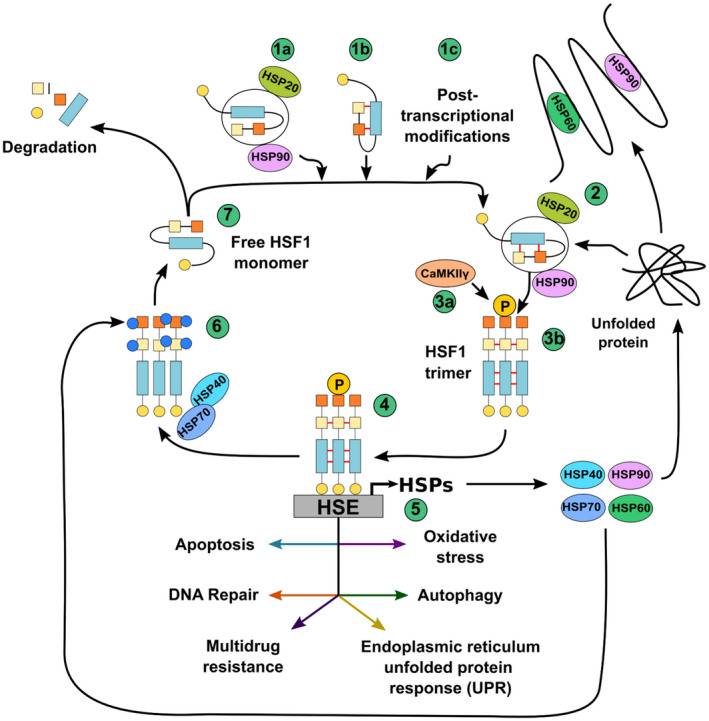 1a
1b
1c
HSP20
HSP90
Post-
transcriptional
modifications
HSP60
HSP90
Degradation
7
Free HSF1
monomer
2
HSP20
HSP90
Unfolded
protein
CaMKIIγ
3a
P
3b
HSF1
trimer
6
HSP40
HSP70
P
4
HSE
HSPs
5
HSP40
HSP90
HSP70
HSP60
Apoptosis
Oxidative
stress
DNA Repair
Autophagy
Multidrug
resistance
Endoplasmic reticulum
unfolded protein
response (UPR)